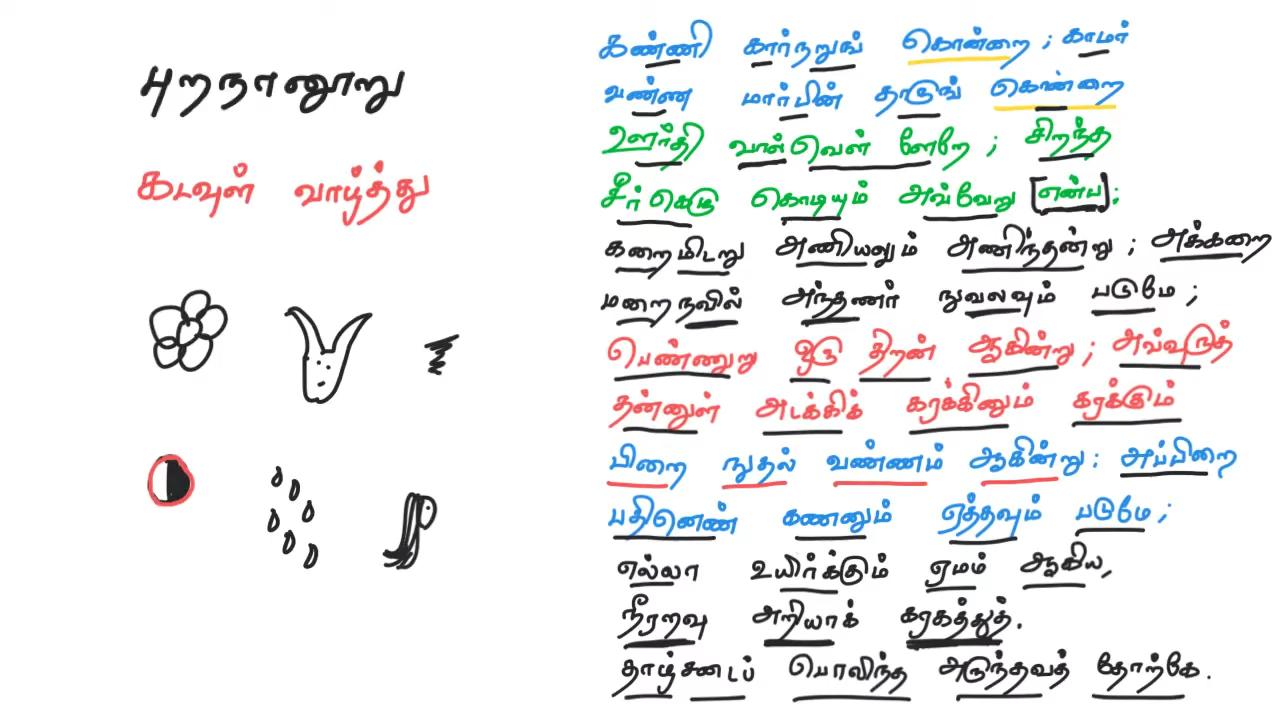 புறநானூறு
கடவுள் வாழ்த்து
கண்ணி கார்நறுங் கொன்றை ; காமர்
வண்ண மார்பின் தாருங் கொன்றை
ஊர்தி வால்வெள் ளேறே ; சிறந்த
சீர்கெழு கொடியும் அவ்வேறு [என்ப];
கறைமிடறு அணியலும் அணிந்தன்று ; அக்கறை
மறைநவில் அந்தணர் நுவலவும் படுமே ;
பெண்ணுறு ஒரு திறன் ஆகின்று ; அவ்வுருத்
தன்னுள் அடக்கிக் கரக்கினும் கரக்கும்
பிறை நுதல் வண்ணம் ஆகின்று : அப்பிறை
பதினெண் கணனும் ஏத்தவும் படுமே ;
எல்லா உயிர்க்கும் ஏமம் ஆகிய,
நீரறவு அறியாக் கரகத்துத்.
தாழ்சடைப் பொலிந்த அருந்தவத் தோற்கே.